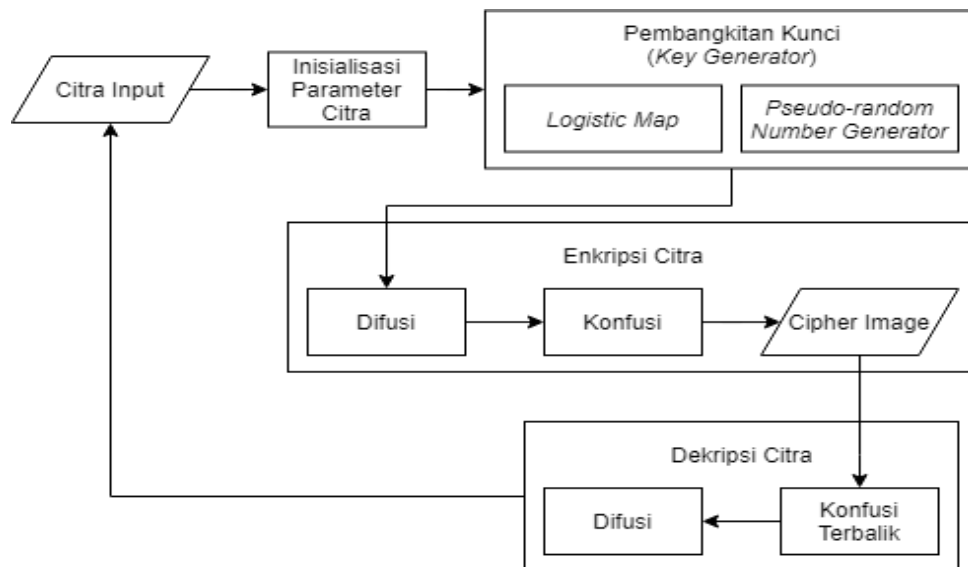 Citra Input
Inisialisasi
Parameter
Citra
Pembangkitan Kunci
(Key Generator)
Logistic Map
Pseudo-random
Number Generator
Enkripsi Citra
Difusi
Konfusi
Cipher Image
Dekripsi Citra
Difusi
Konfusi
Terbalik